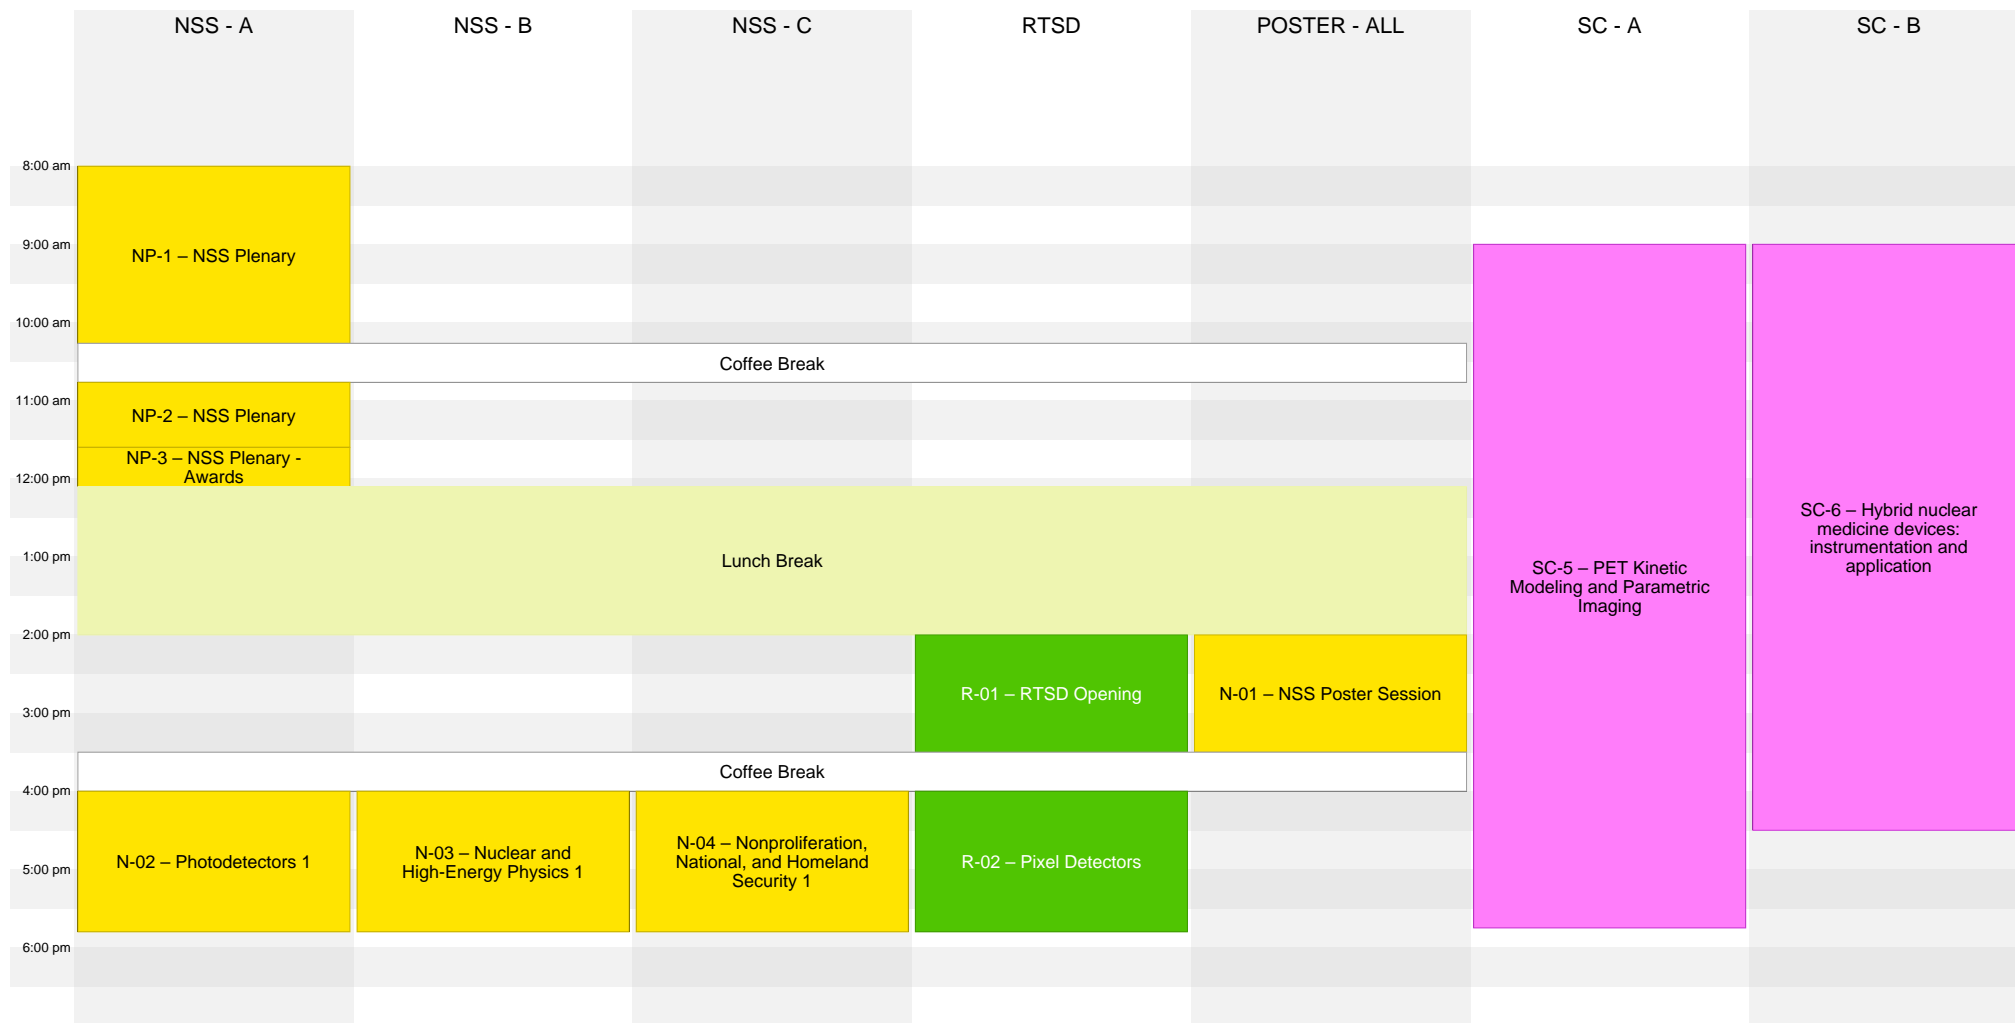 NSS - A
NSS - B
NSS - C
RTSD
POSTER - ALL
SC - A
SC - B
8:00 am
9:00 am
10:00 am
11:00 am
12:00 pm
1:00 pm
2:00 pm
3:00 pm
4:00 pm
5:00 pm
6:00 pm
NP-1 – NSS Plenary
Coffee Break
NP-2 – NSS Plenary
NP-3 – NSS Plenary -
Awards
Lunch Break
R-01 – RTSD Opening
N-01 – NSS Poster Session
Coffee Break
N-02 – Photodetectors 1
N-03 – Nuclear and
High-Energy Physics 1
N-04 – Nonproliferation,
National, and Homeland
Security 1
R-02 – Pixel Detectors
SC-5 – PET Kinetic
Modeling and Parametric
Imaging
SC-6 – Hybrid nuclear
medicine devices:
instrumentation and
application